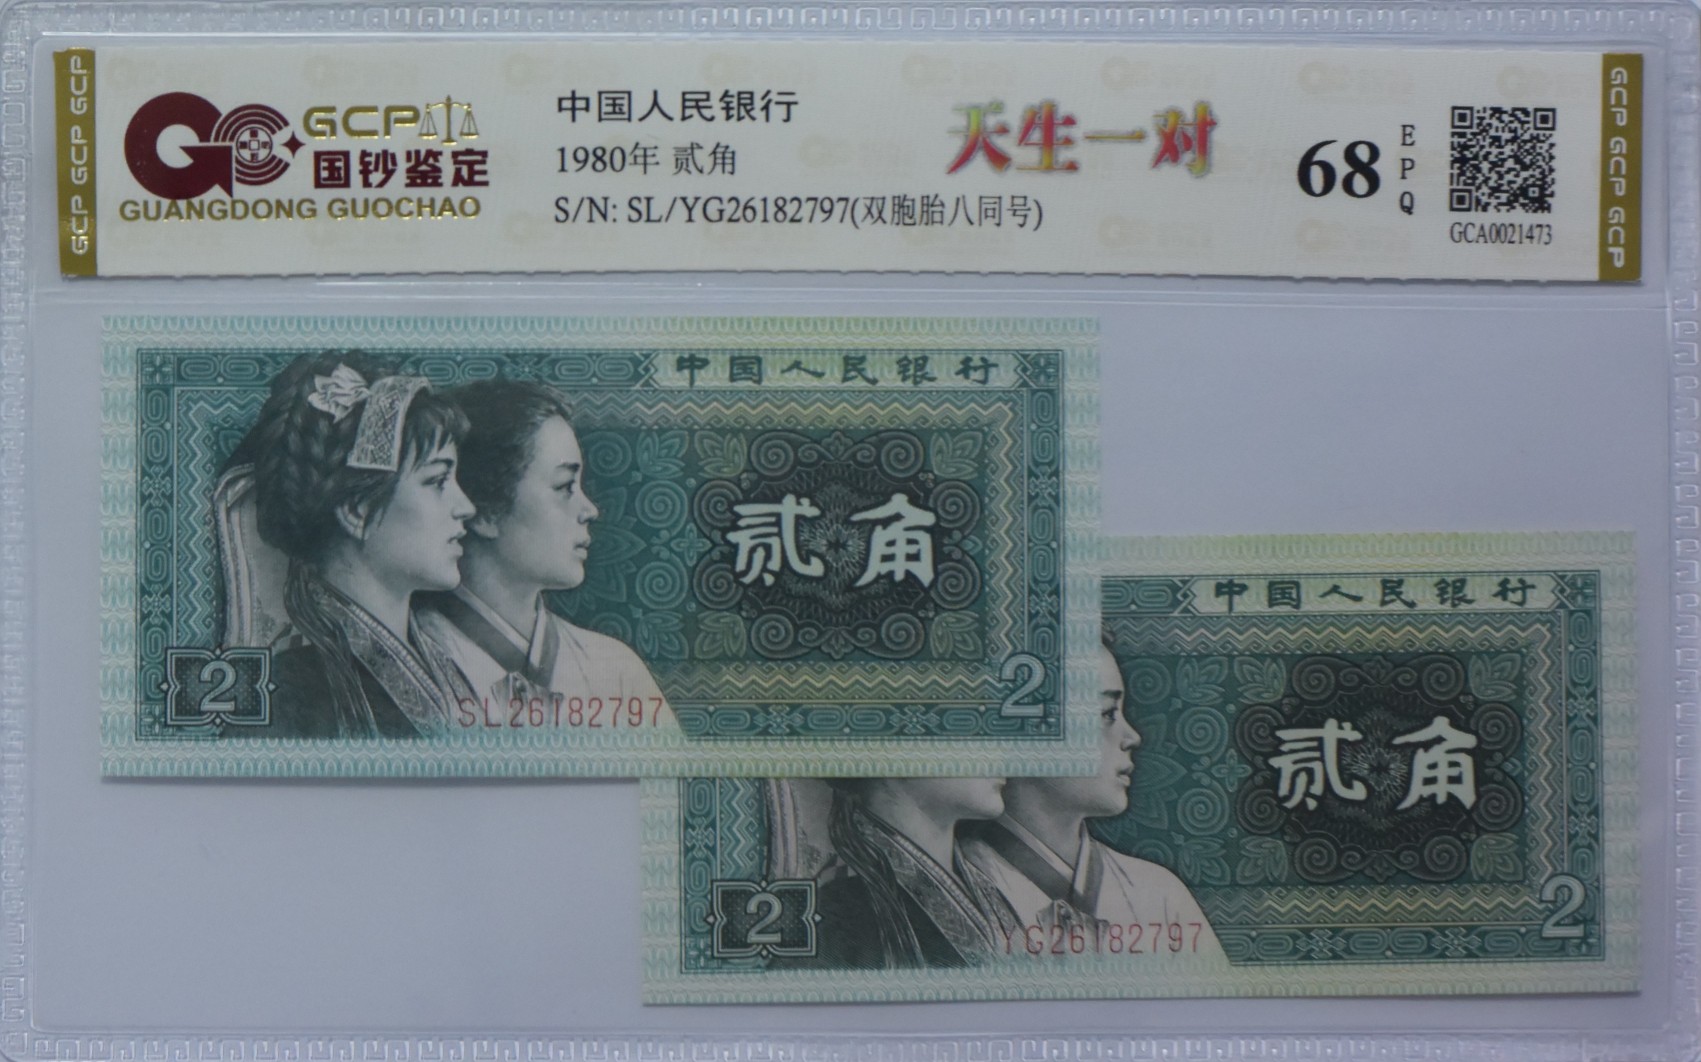 GCP GCP GCP
GCP
国钞鉴定
GUANGDONG GUOCHAO
中国人民银行
1980年 贰角
S/N: SL/YG26182797(双胞胎八同号)
天生一对
68
EPQ
GCA0021473
GCP GCP GCP
中国人民银行
贰角
2
2
SL26182797
中国人民银行
贰角
2
2
YG26182797